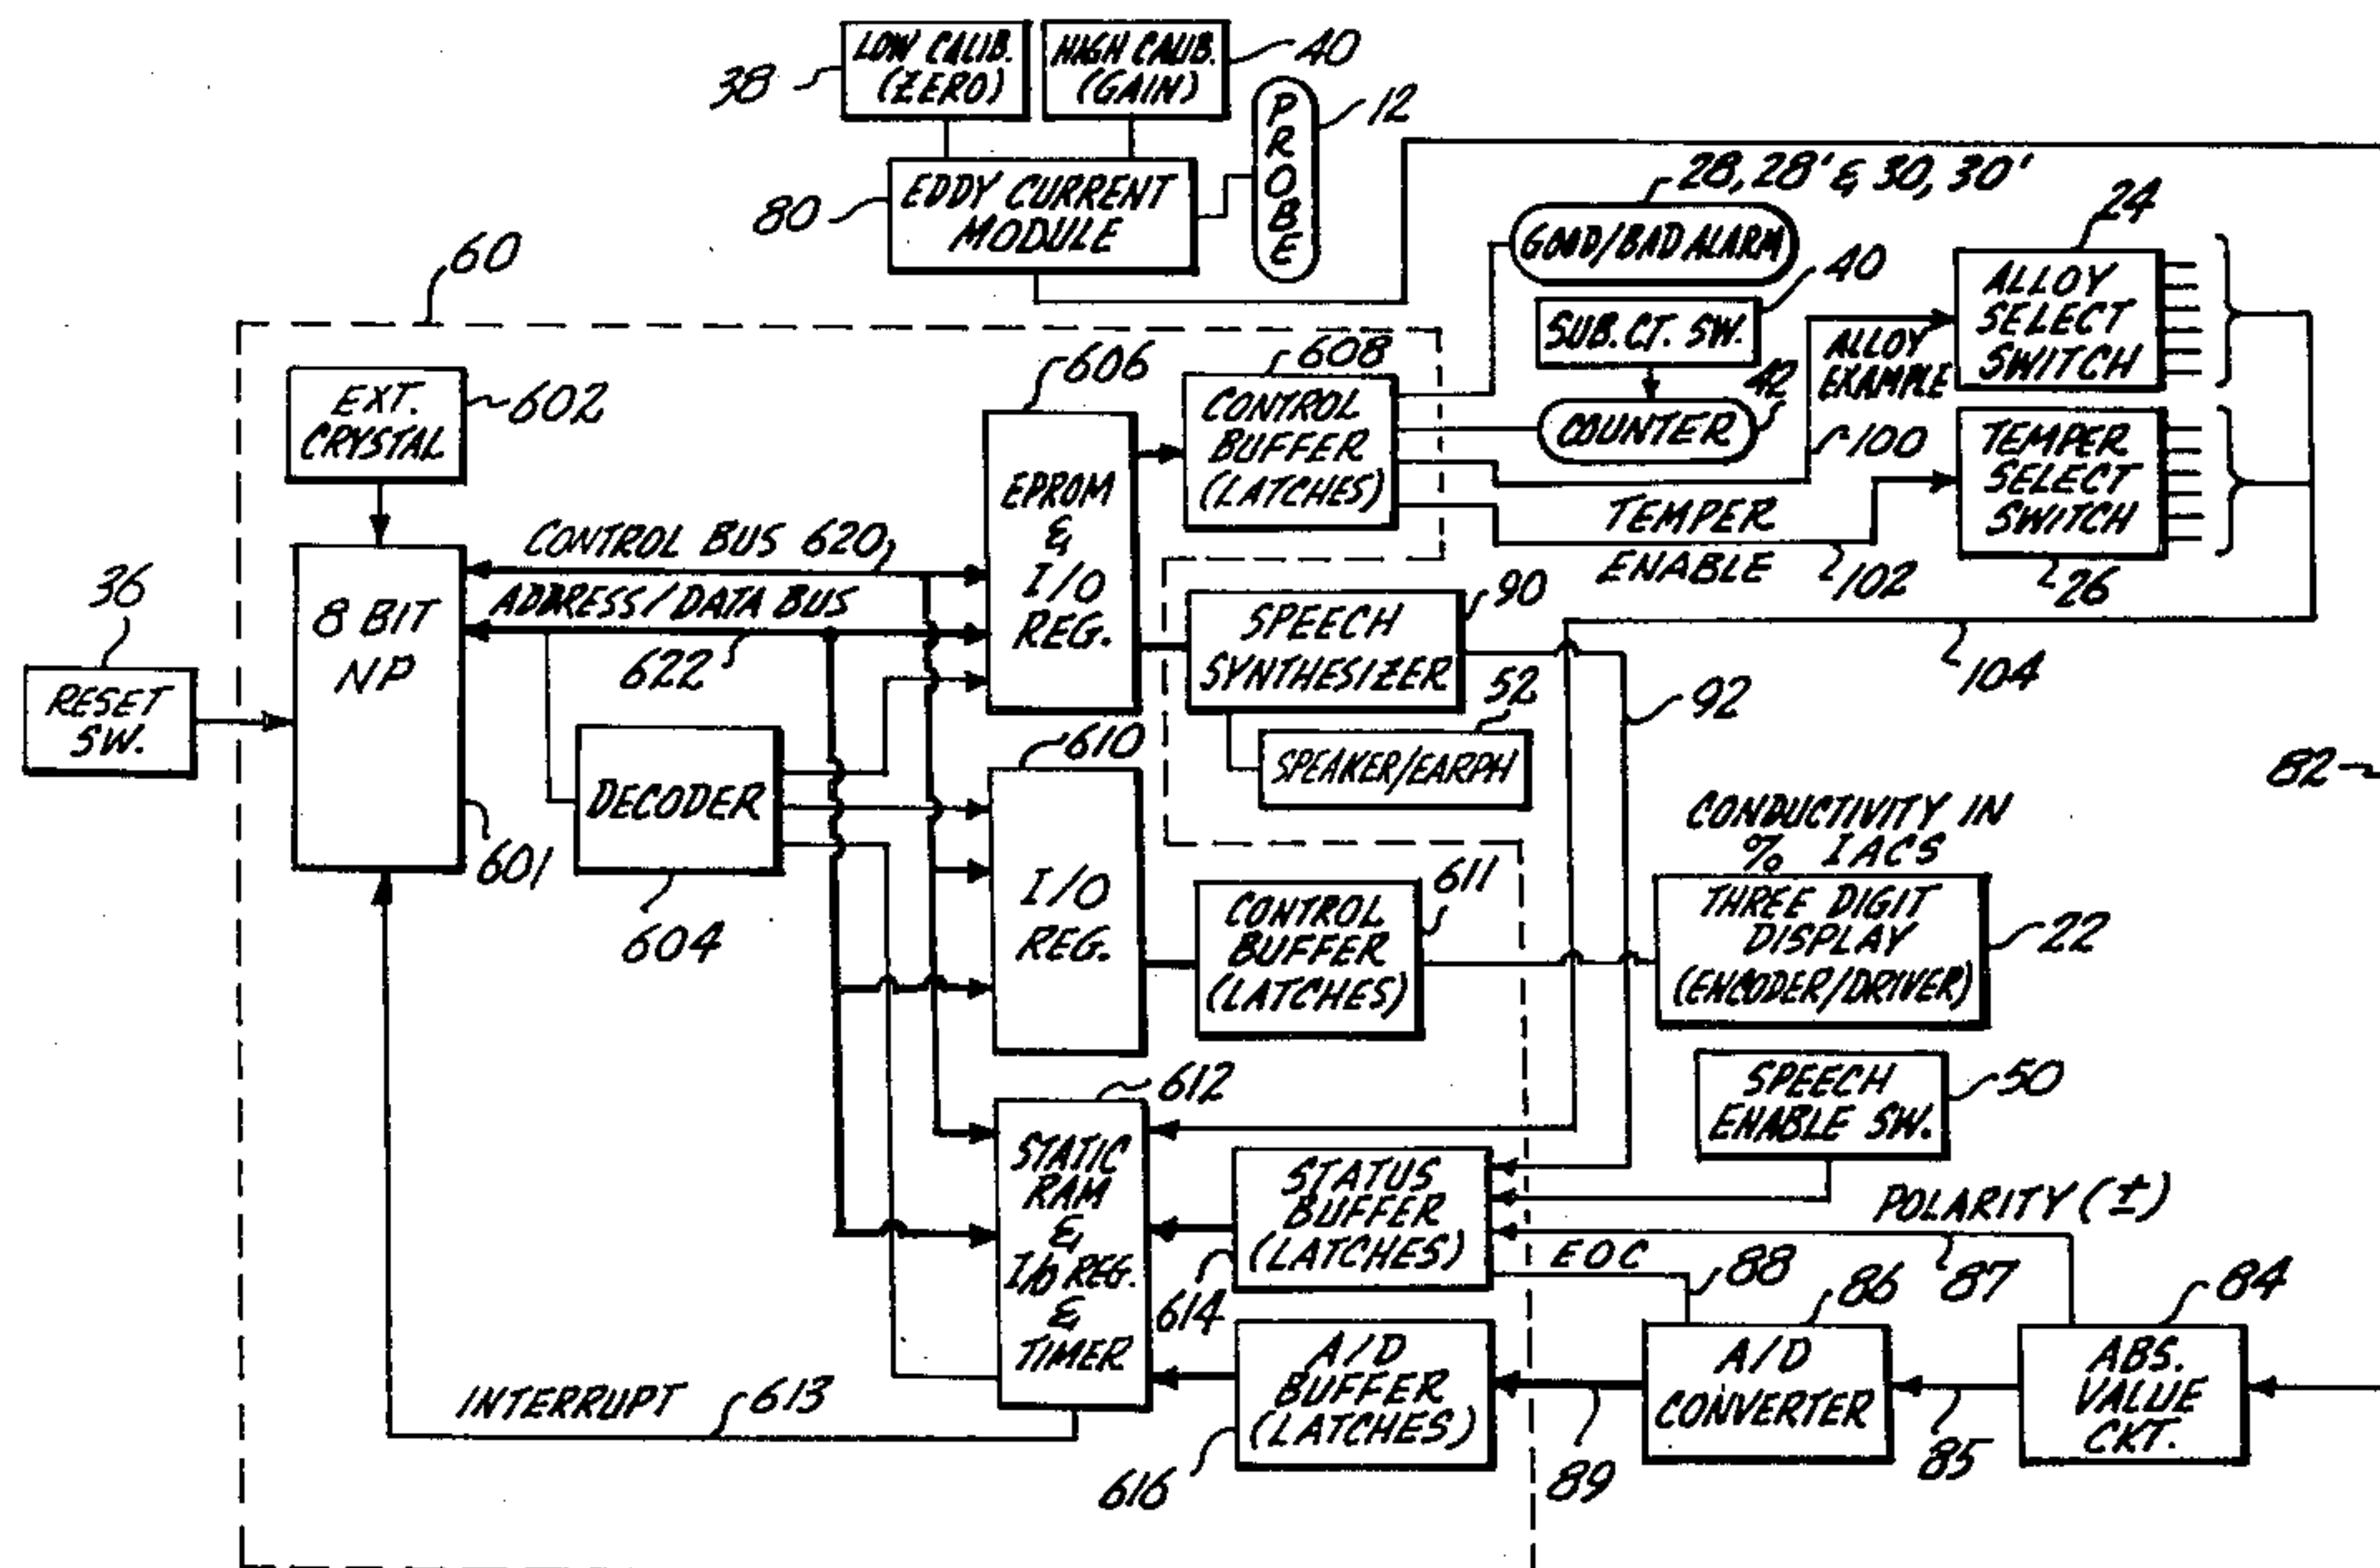 LOW CALIB.
(ZERO)
38
HIGH CALIB.
(GAIN)
40
PROBE
12
EDDY CURRENT
MODULE
80
28, 28' & 30, 30'
GOOD/BAD ALARM
24
ALLOY
SELECT
SWITCH
60
SUB. CT. SW.
40
ALLOY
EXAMPLE
COUNTER
42
100
TEMPER
SELECT
SWITCH
26
TEMPER
ENABLE
102
104
EXT.
CRYSTAL
602
606
EPROM
&
I/O
REG.
608
CONTROL
BUFFER
(LATCHES)
CONTROL BUS 620
ADDRESS/DATA BUS
622
36
RESET
SW.
8 BIT
NP
601
DECODER
604
SPEECH
SYNTHESIZER
90
52
SPEAKER/EARPH
92
82
610
I/O
REG.
CONTROL
BUFFER
(LATCHES)
611
CONDUCTIVITY IN
% IACS
THREE DIGIT
DISPLAY
(ENCODER/DRIVER)
22
SPEECH
ENABLE SW.
50
612
STATIC
RAM
&
I/O REG.
&
TIMER
STATUS
BUFFER
(LATCHES)
614
POLARITY (±)
87
EOC
88
A/D
BUFFER
(LATCHES)
616
89
A/D
CONVERTER
86
85
ABS.
VALUE
CKT.
84
INTERRUPT
613